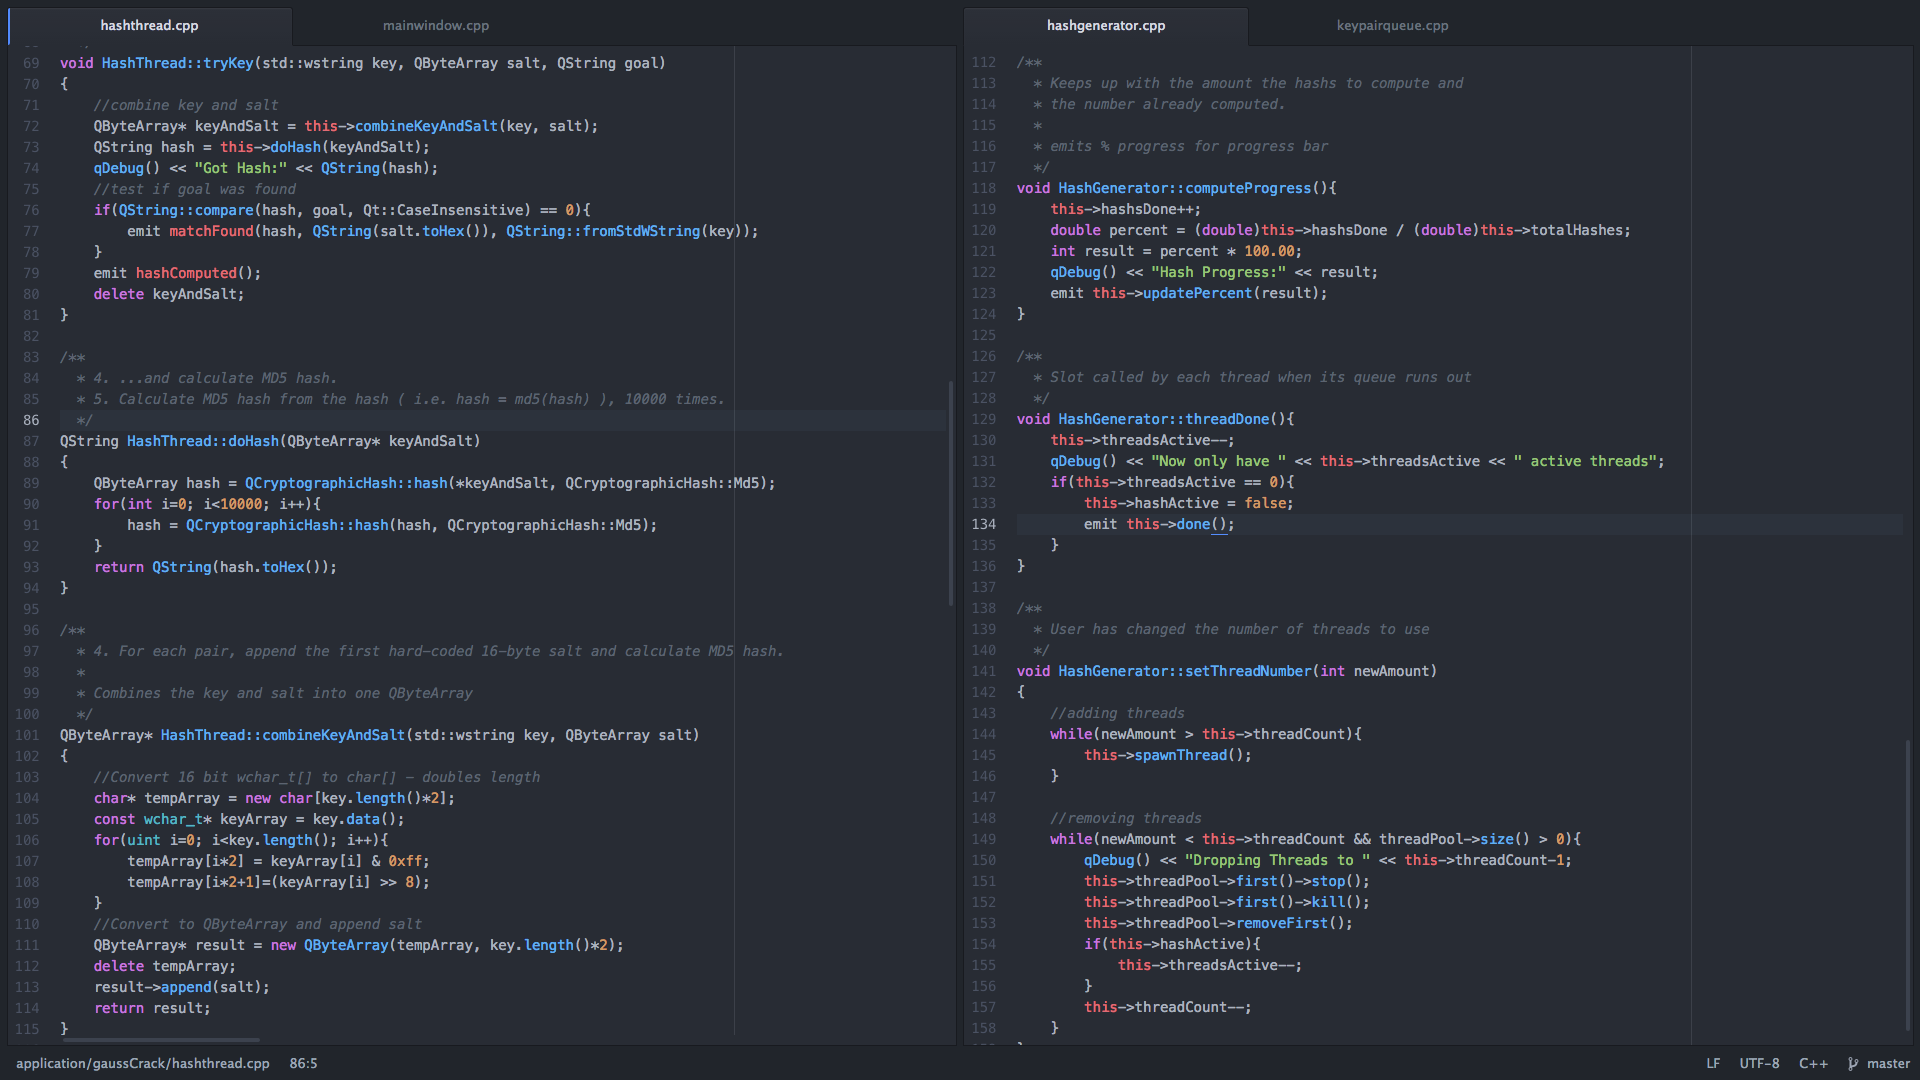 hashthread.cpp
mainwindow.cpp
69 void HashThread::tryKey(std::wstring key, QByteArray salt, QString goal)
70 {
71     //combine key and salt
72     QByteArray* keyAndSalt = this->combineKeyAndSalt(key, salt);
73     QString hash = this->doHash(keyAndSalt);
74     qDebug() << "Got Hash:" << QString(hash);
75     //test if goal was found
76     if(QString::compare(hash, goal, Qt::CaseInsensitive) == 0){
77         emit matchFound(hash, QString(salt.toHex()), QString::fromStdWString(key));
78     }
79     emit hashComputed();
80     delete keyAndSalt;
81 }
82
83 /**
84   * 4. ...and calculate MD5 hash.
85   * 5. Calculate MD5 hash from the hash ( i.e. hash = md5(hash) ), 10000 times.
86   */
87 QString HashThread::doHash(QByteArray* keyAndSalt)
88 {
89     QByteArray hash = QCryptographicHash::hash(*keyAndSalt, QCryptographicHash::Md5);
90     for(int i=0; i<10000; i++){
91         hash = QCryptographicHash::hash(hash, QCryptographicHash::Md5);
92     }
93     return QString(hash.toHex());
94 }
95
96 /**
97   * 4. For each pair, append the first hard-coded 16-byte salt and calculate MD5 hash.
98   *
99   * Combines the key and salt into one QByteArray
100   */
101 QByteArray* HashThread::combineKeyAndSalt(std::wstring key, QByteArray salt)
102 {
103     //Convert 16 bit wchar_t[] to char[] - doubles length
104     char* tempArray = new char[key.length()*2];
105     const wchar_t* keyArray = key.data();
106     for(uint i=0; i<key.length(); i++){
107         tempArray[i*2] = keyArray[i] & 0xff;
108         tempArray[i*2+1]=(keyArray[i] >> 8);
109     }
110     //Convert to QByteArray and append salt
111     QByteArray* result = new QByteArray(tempArray, key.length()*2);
112     delete tempArray;
113     result->append(salt);
114     return result;
115 }
hashgenerator.cpp
keypairqueue.cpp
112 /**
113   * Keeps up with the amount the hashs to compute and
114   * the number already computed.
115   *
116   * emits % progress for progress bar
117   */
118 void HashGenerator::computeProgress(){
119     this->hashsDone++;
120     double percent = (double)this->hashsDone / (double)this->totalHashes;
121     int result = percent * 100.00;
122     qDebug() << "Hash Progress:" << result;
123     emit this->updatePercent(result);
124 }
125
126 /**
127   * Slot called by each thread when its queue runs out
128   */
129 void HashGenerator::threadDone(){
130     this->threadsActive--;
131     qDebug() << "Now only have " << this->threadsActive << " active threads";
132     if(this->threadsActive == 0){
133         this->hashActive = false;
134         emit this->done();
135     }
136 }
137
138 /**
139   * User has changed the number of threads to use
140   */
141 void HashGenerator::setThreadNumber(int newAmount)
142 {
143     //adding threads
144     while(newAmount > this->threadCount){
145         this->spawnThread();
146     }
147
148     //removing threads
149     while(newAmount < this->threadCount && threadPool->size() > 0){
150         qDebug() << "Dropping Threads to " << this->threadCount-1;
151         this->threadPool->first()->stop();
152         this->threadPool->first()->kill();
153         this->threadPool->removeFirst();
154         if(this->hashActive){
155             this->threadsActive--;
156         }
157         this->threadCount--;
158     }
application/gaussCrack/hashthread.cpp 86:5
LF UTF-8 C++ master